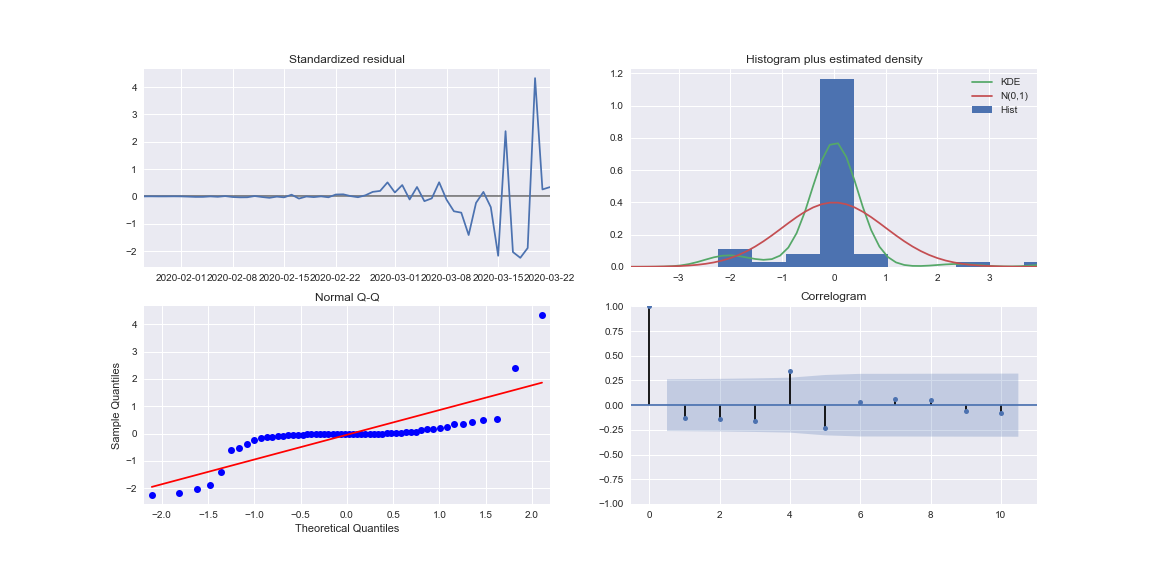 Standardized residual
4
3
2
1
0
−1
−2
2020-02-01 2020-02-08 2020-02-15 2020-02-22 2020-03-01 2020-03-08 2020-03-15 2020-03-22
Histogram plus estimated density
1.2
1.0
0.8
0.6
0.4
0.2
0.0
KDE
N(0,1)
Hist
−3 −2 −1 0 1 2 3
Normal Q-Q
Sample Quantiles
4
3
2
1
0
−1
−2
−2.0 −1.5 −1.0 −0.5 0.0 0.5 1.0 1.5 2.0
Theoretical Quantiles
Correlogram
1.00
0.75
0.50
0.25
0.00
−0.25
−0.50
−0.75
−1.00
0 2 4 6 8 10